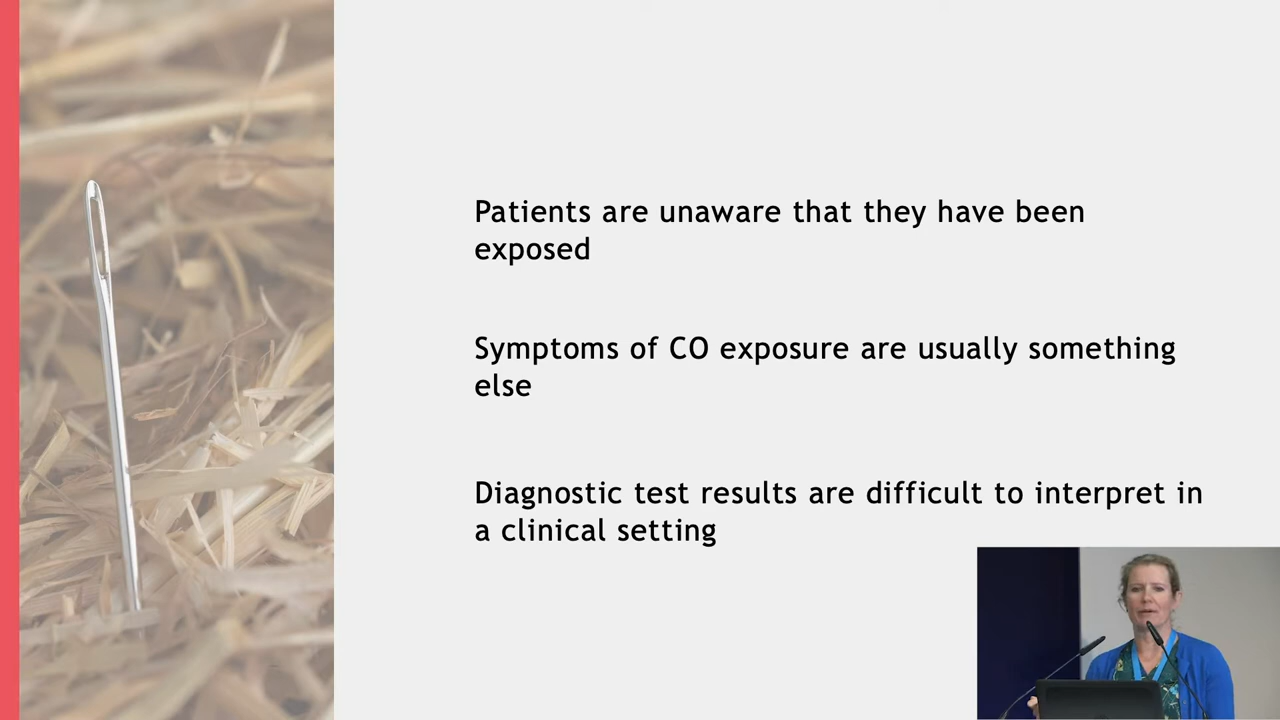 Patients are unaware that they have been
exposed
Symptoms of CO exposure are usually something
else
Diagnostic test results are difficult to interpret in
a clinical setting